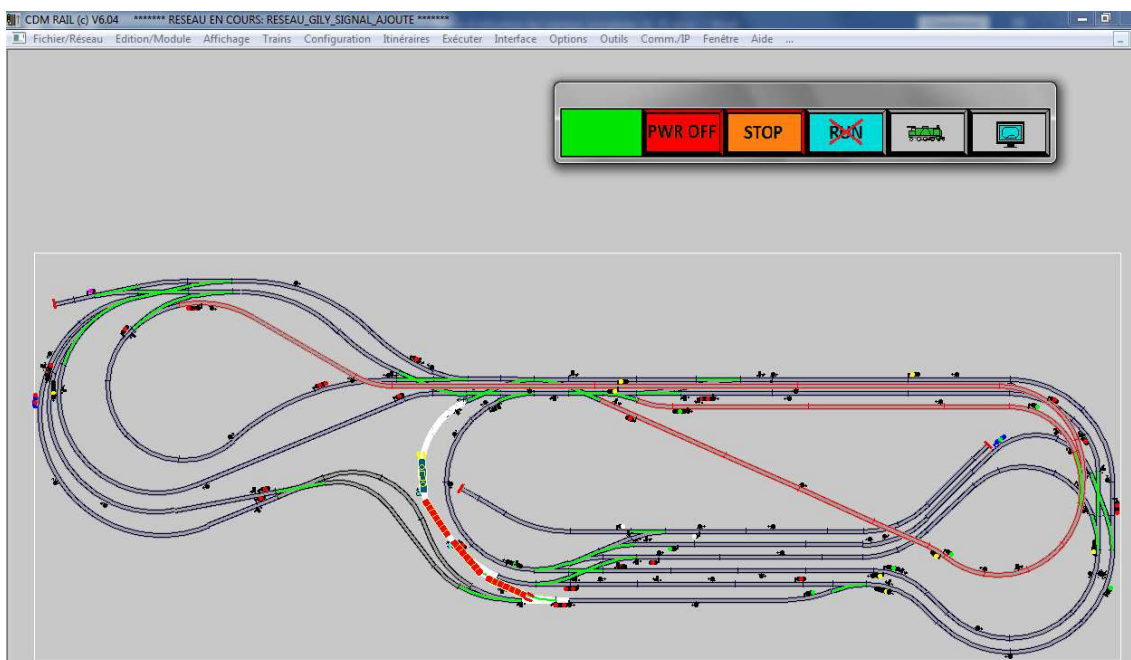 CDM RAIL (c) V6.04 ******* RESEAU EN COURS: RESEAU_GILY_SIGNAL_AJOUTE *******
Fichier/Réseau Edition/Module Affichage Trains Configuration Itinéraires Exécuter Interface Options Outils Comm./IP Fenêtre Aide ...
PWR OFF STOP RUN